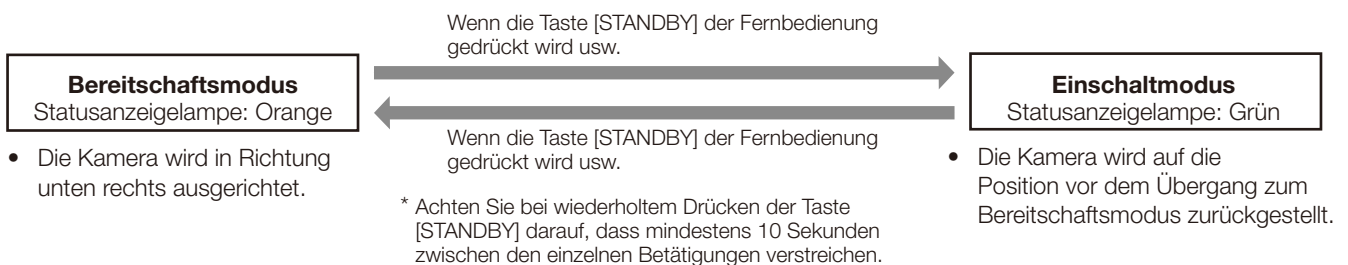 Wenn die Taste [STANDBY] der Fernbedienung
gedrückt wird usw.
Bereitschaftsmodus
Statusanzeigelampe: Orange
Einschaltmodus
Statusanzeigelampe: Grün
Wenn die Taste [STANDBY] der Fernbedienung
gedrückt wird usw.
• Die Kamera wird in Richtung
unten rechts ausgerichtet.
* Achten Sie bei wiederholtem Drücken der Taste
[STANDBY] darauf, dass mindestens 10 Sekunden
zwischen den einzelnen Betätigungen verstreichen.
• Die Kamera wird auf die
Position vor dem Übergang zum
Bereitschaftsmodus zurückgestellt.